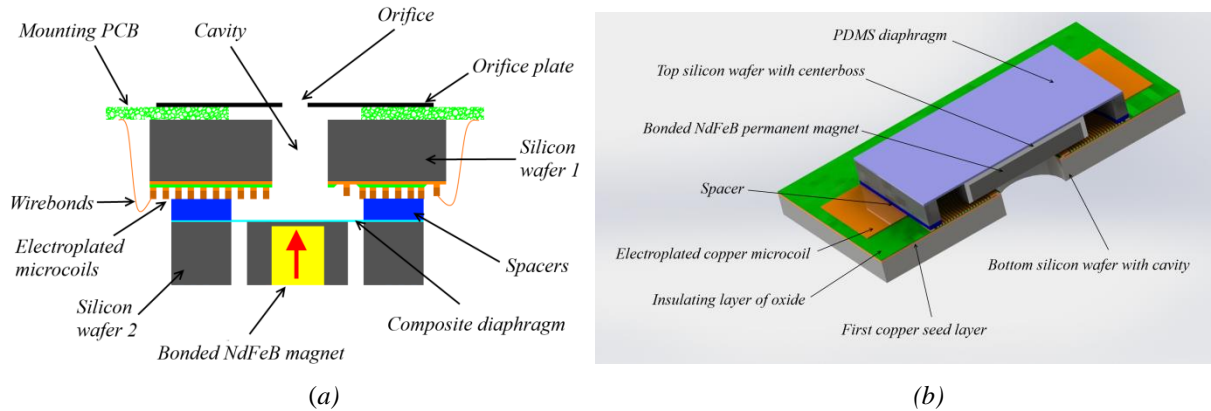 Mounting PCB
Cavity
Orifice
Orifice plate
Silicon
wafer 1
Wirebonds
Electroplated
microcoils
Spacers
Silicon
wafer 2
Composite diaphragm
Bonded NdFeB magnet
(a)
PDMS diaphragm
Top silicon wafer with centerboss
Bonded NdFeB permanent magnet
Spacer
Electroplated copper microcoil
Bottom silicon wafer with cavity
Insulating layer of oxide
First copper seed layer
(b)